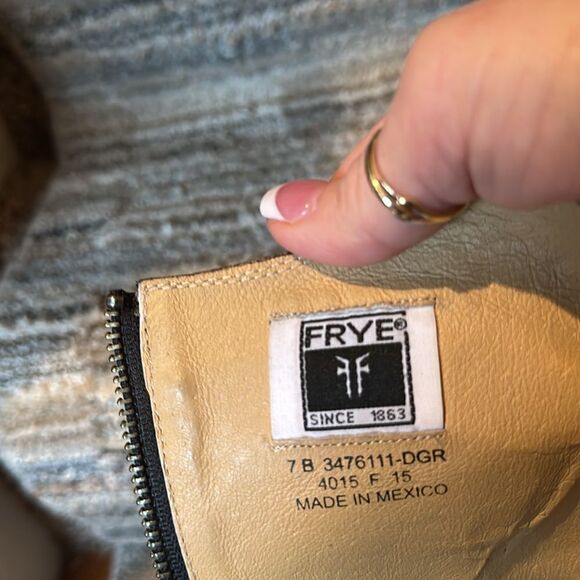 FRYE®
SINCE 1863
7 B 3476111-DGR
4015 F 15
MADE IN MEXICO